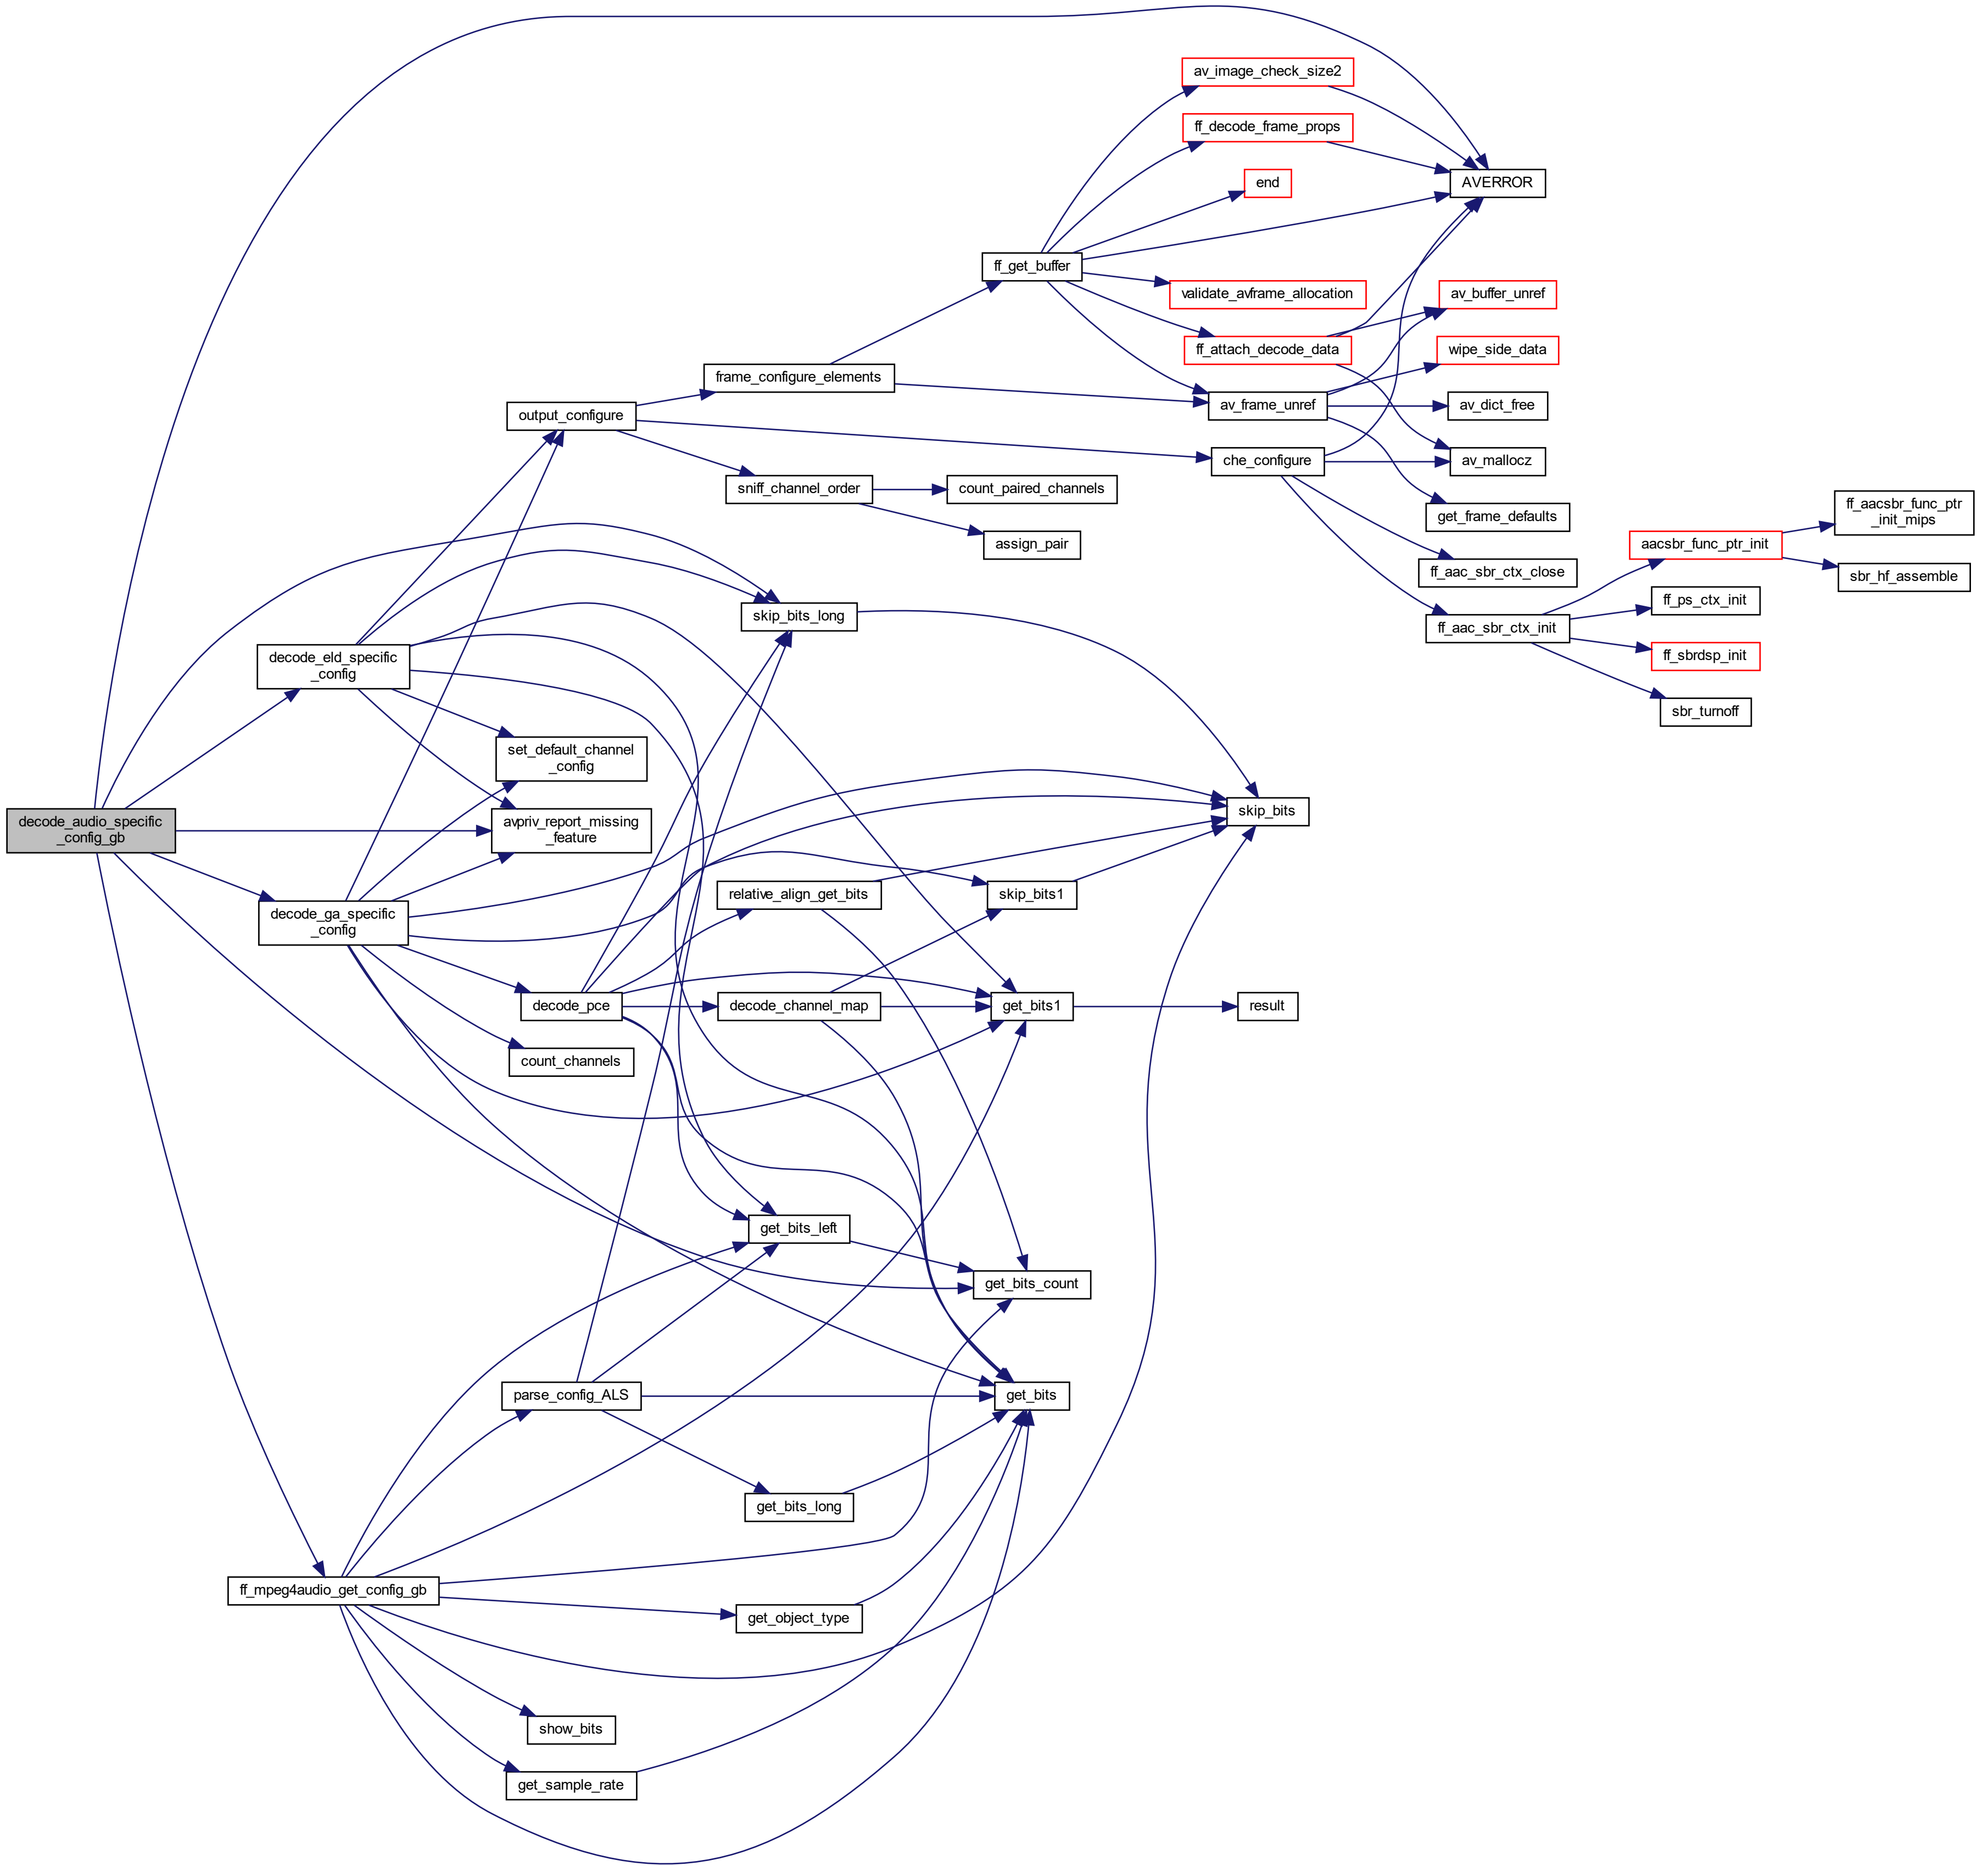 av_image_check_size2
ff_decode_frame_props
end
AVERROR
ff_get_buffer
validate_avframe_allocation
av_buffer_unref
ff_attach_decode_data
wipe_side_data
frame_configure_elements
av_frame_unref
av_dict_free
output_configure
che_configure
av_mallocz
sniff_channel_order
count_paired_channels
get_frame_defaults
ff_aacsbr_func_ptr
_init_mips
assign_pair
aacsbr_func_ptr_init
ff_aac_sbr_ctx_close
sbr_hf_assemble
skip_bits_long
ff_ps_ctx_init
ff_aac_sbr_ctx_init
decode_eld_specific
_config
ff_sbrdsp_init
sbr_turnoff
set_default_channel
_config
decode_audio_specific
_config_gb
avpriv_report_missing
_feature
skip_bits
relative_align_get_bits
skip_bits1
decode_ga_specific
_config
decode_pce
decode_channel_map
get_bits1
result
count_channels
get_bits_left
get_bits_count
parse_config_ALS
get_bits
get_bits_long
ff_mpeg4audio_get_config_gb
get_object_type
show_bits
get_sample_rate